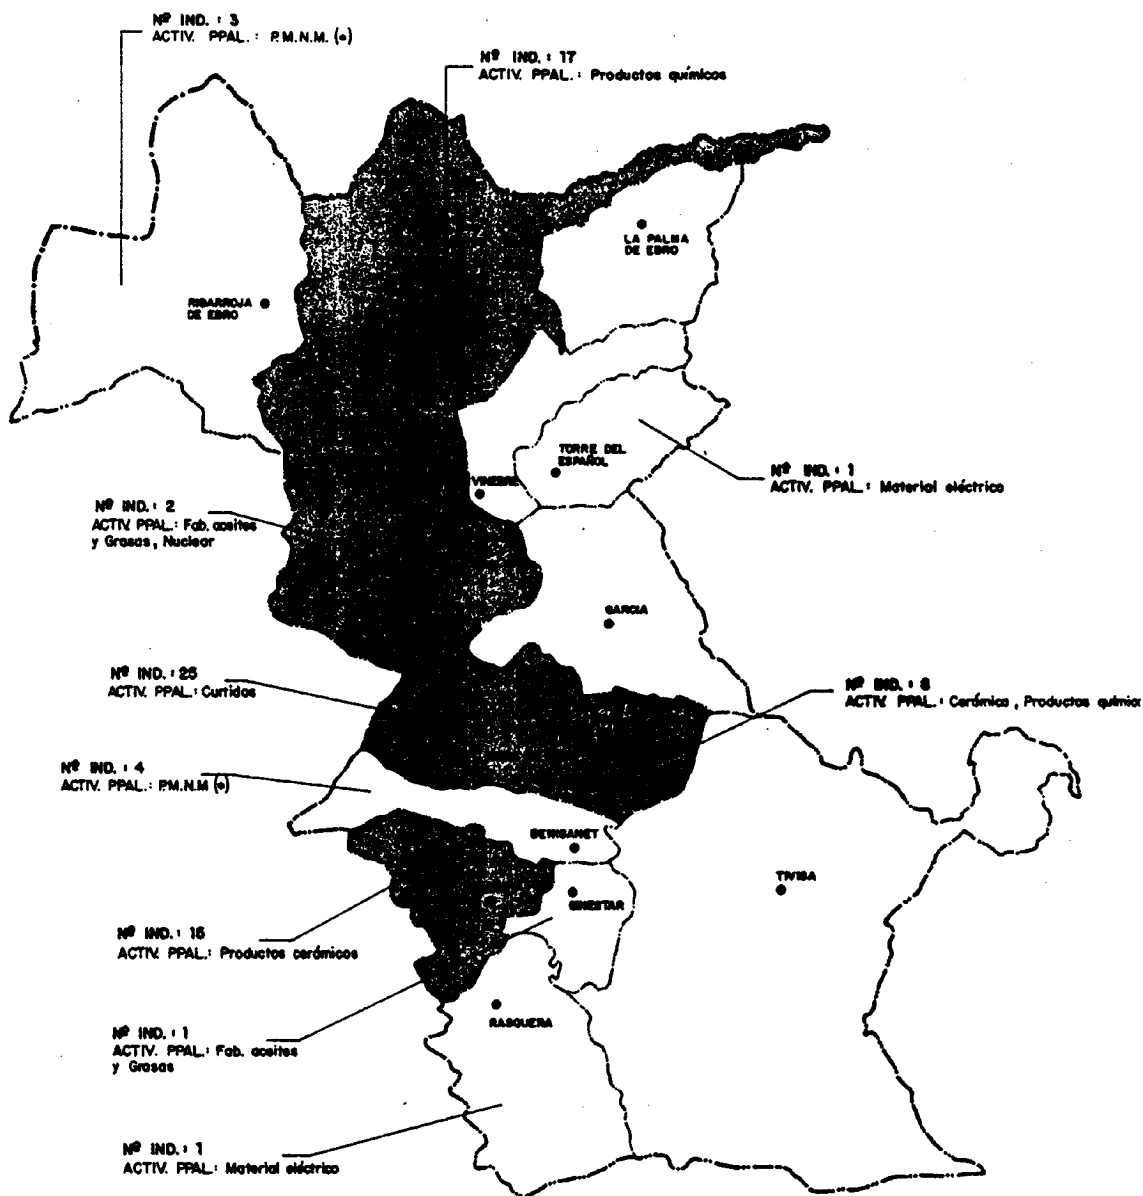 Nº IND. : 3
ACTIV. PPAL. : P.M.N.M. (*)
Nº IND. : 17
ACTIV. PPAL. : Productos químicos
LA PALMA
DE EBRO
RIBARROJA
DE EBRO
TORRE DEL
ESPAÑOL
VINEBRE
Nº IND. : 1
ACTIV. PPAL. : Material eléctrico
Nº IND. : 2
ACTIV. PPAL. : Fab. aceites
y Grasas, Nuclear
GARCIA
Nº IND. : 25
ACTIV. PPAL. : Curtidos
Nº IND. : 8
ACTIV. PPAL. : Cerámica, Productos químic
Nº IND. : 4
ACTIV. PPAL. : P.M.N.M (*)
BENISANET
TIVISA
GINESTAR
Nº IND. : 16
ACTIV. PPAL. : Productos cerámicos
RASQUERA
Nº IND. : 1
ACTIV. PPAL. : Fab. aceites
y Grasas
Nº IND. : 1
ACTIV. PPAL. : Material eléctrico